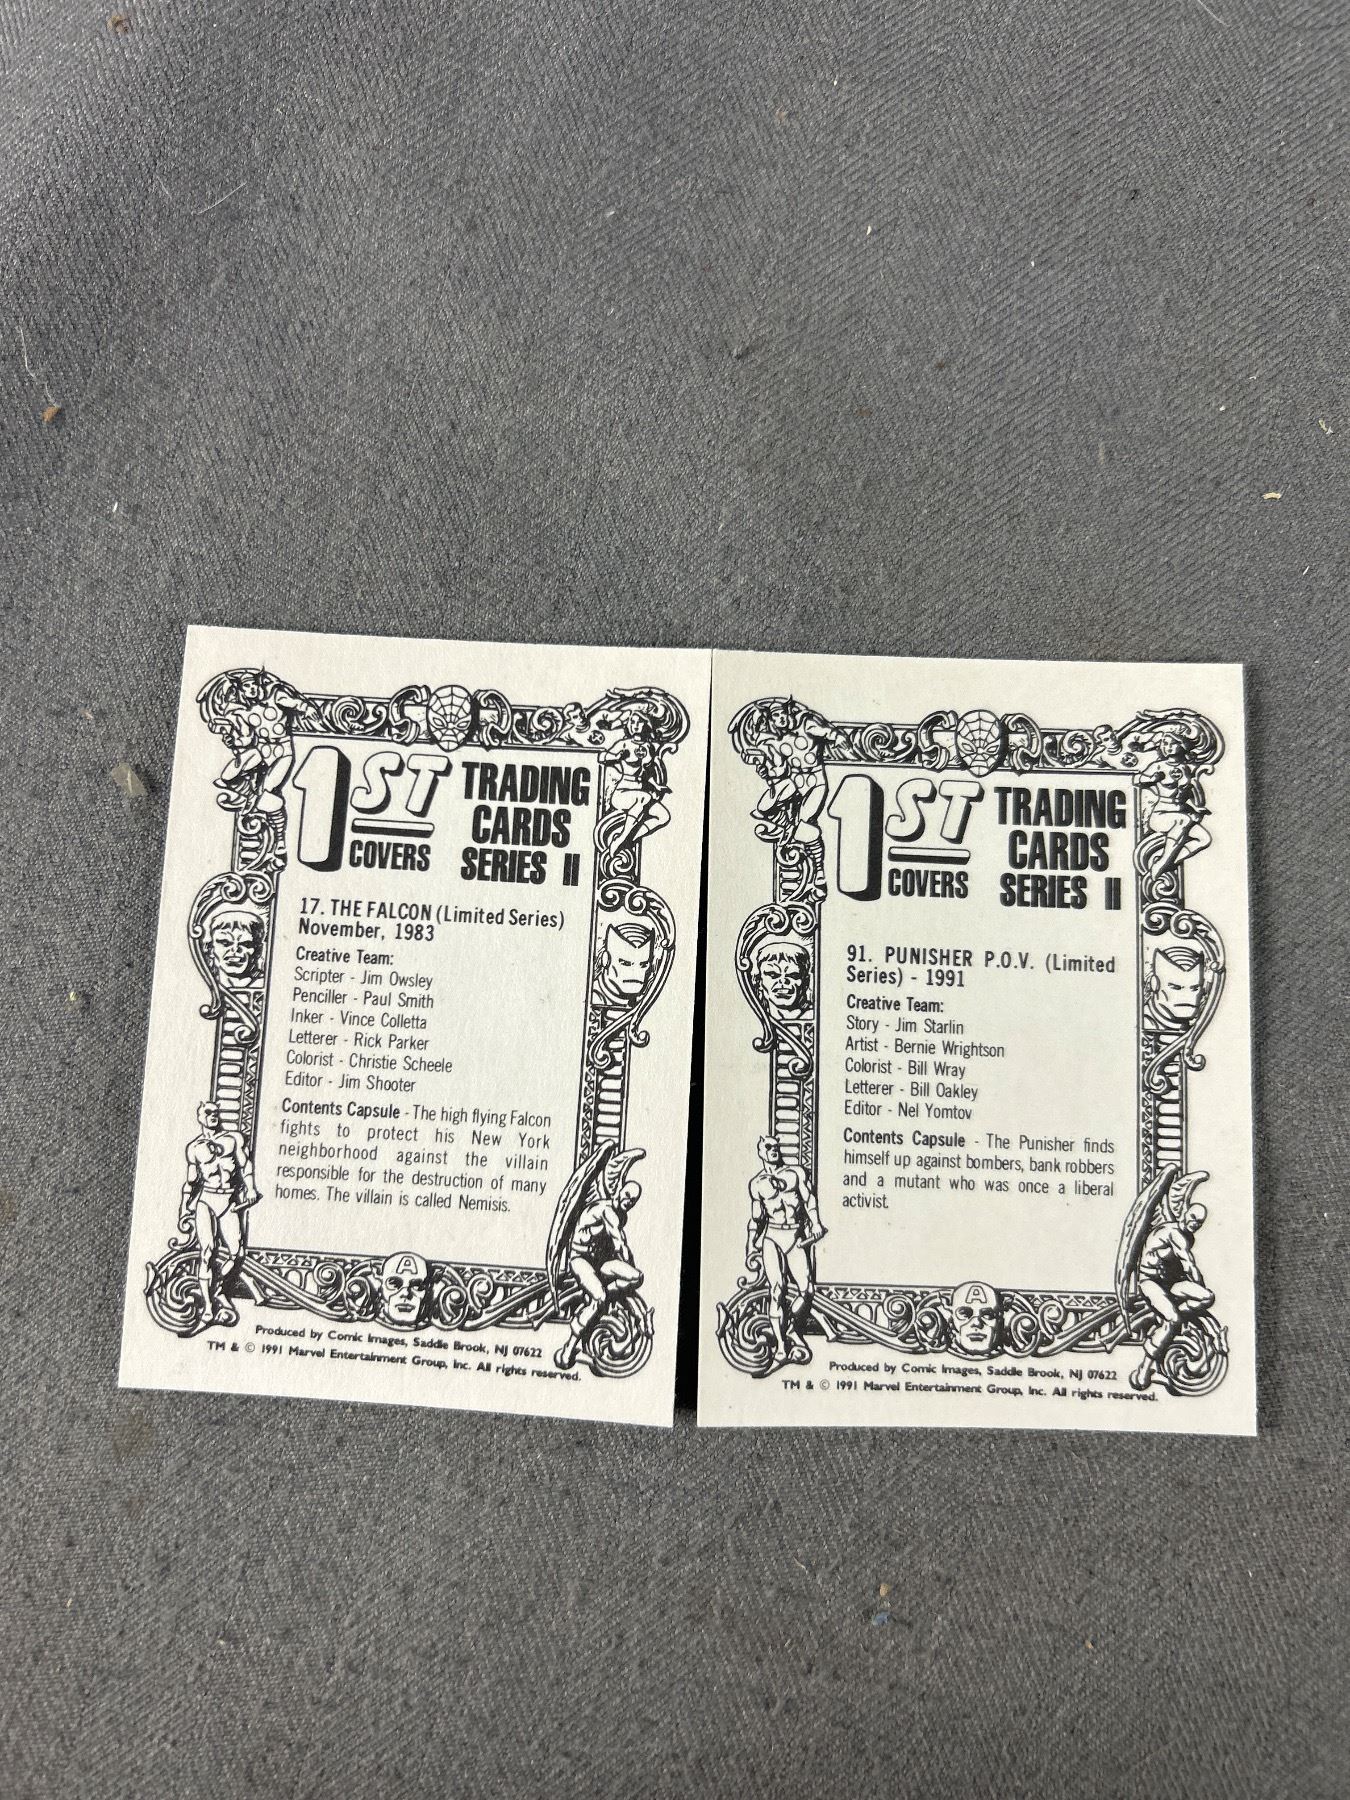 1ST
COVERS
TRADING
CARDS
SERIES II
17. THE FALCON (Limited Series)
November, 1983
Creative Team:
Scripter - Jim Owsley
Penciller - Paul Smith
Inker - Vince Colletta
Letterer - Rick Parker
Colorist - Christie Scheele
Editor - Jim Shooter
Contents Capsule - The high flying Falcon
fights to protect his New York
neighborhood against the villain
responsible for the destruction of many
homes. The villain is called Nemisis.
A
Produced by Comic Images, Saddle Brook, NJ 07622
TM & © 1991 Marvel Entertainment Group, Inc. All rights reserved.
1ST
COVERS
TRADING
CARDS
SERIES II
91. PUNISHER P.O.V. (Limited
Series) - 1991
Creative Team:
Story - Jim Starlin
Artist - Bernie Wrightson
Colorist - Bill Wray
Letterer - Bill Oakley
Editor - Nel Yomtov
Contents Capsule - The Punisher finds
himself up against bombers, bank robbers
and a mutant who was once a liberal
activist.
A
Produced by Comic Images, Saddle Brook, NJ 07622
TM & © 1991 Marvel Entertainment Group, Inc. All rights reserved.